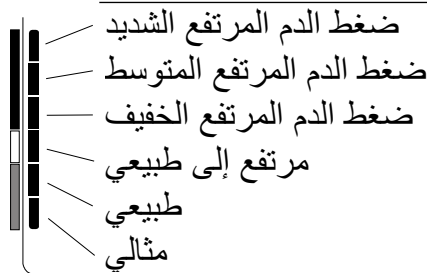 ضغط الدم المرتفع الشديد
ضغط الدم المرتفع المتوسط
ضغط الدم المرتفع الخفيف
مرتفع إلى طبيعي
طبيعي
مثالي